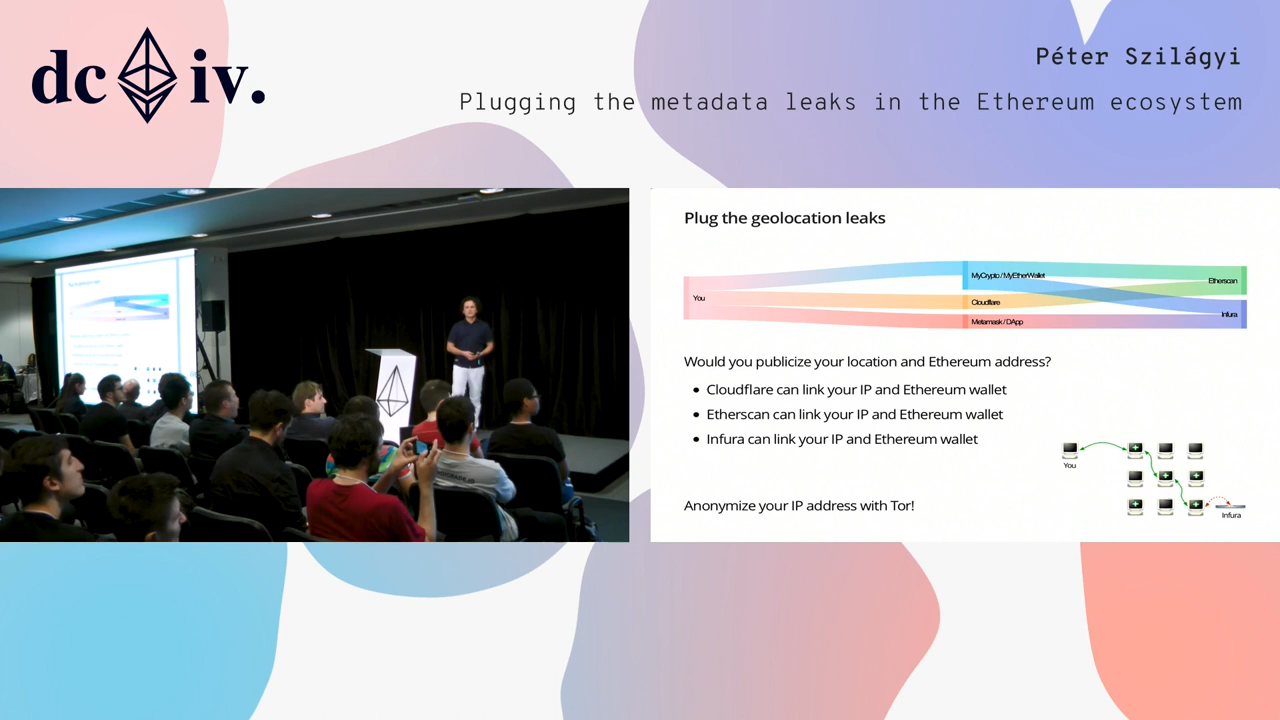 dc iv.
Péter Szilágyi
Plugging the metadata leaks in the Ethereum ecosystem
Plug the geolocation leaks
You
MyCrypto / MyEtherWallet
Cloudflare
Metamask / DApp
Etherscan
Infura
Would you publicize your location and Ethereum address?
• Cloudflare can link your IP and Ethereum wallet
• Etherscan can link your IP and Ethereum wallet
• Infura can link your IP and Ethereum wallet
You
Infura
Anonymize your IP address with Tor!